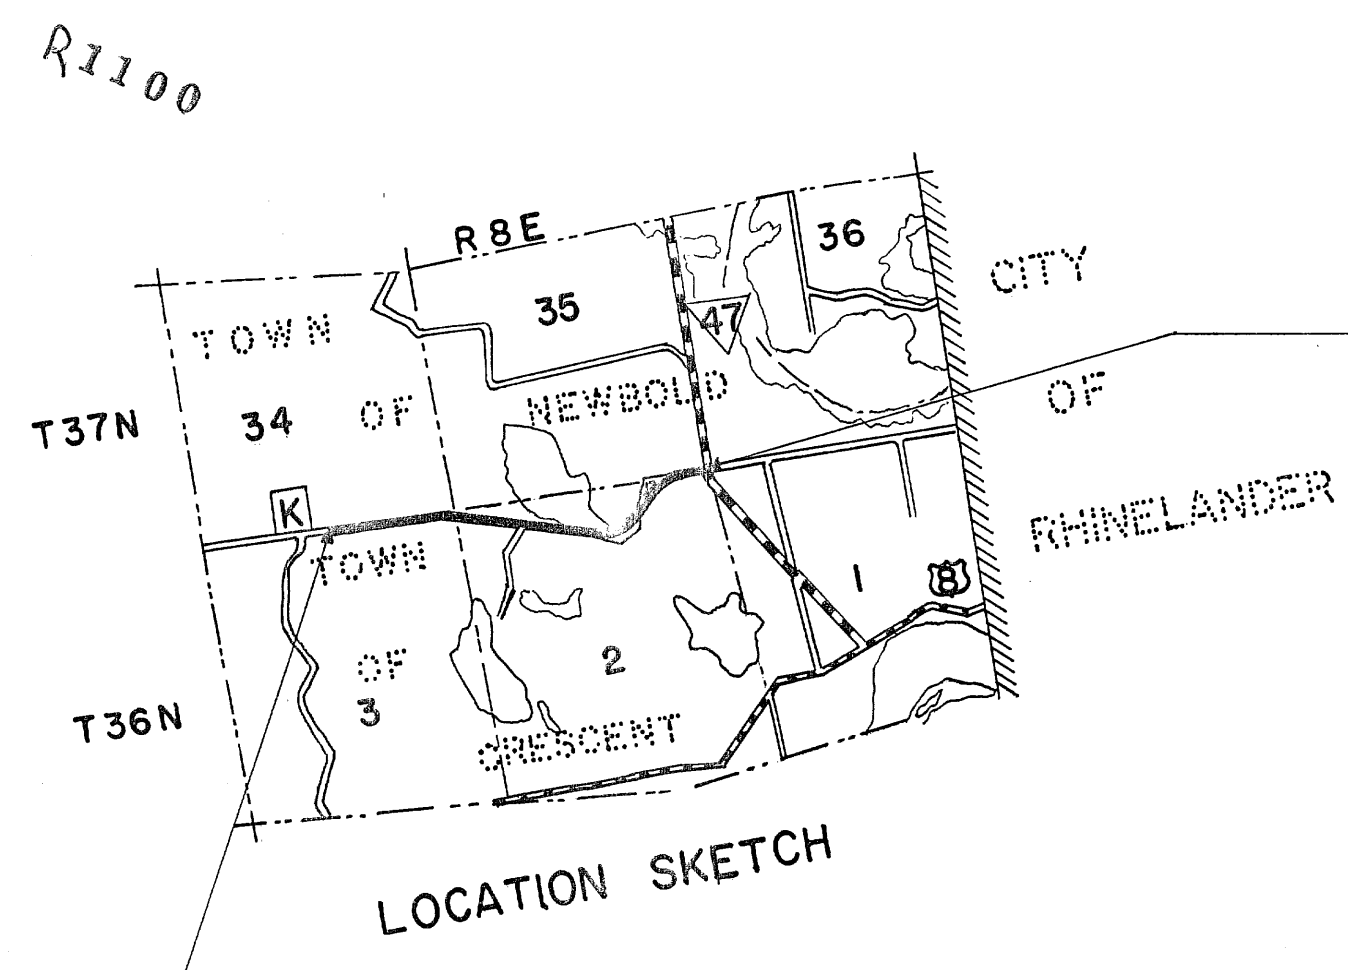 R1100
R8E
36
CITY
35
47
TOWN
OF
NEWBOLD
OF
T37N
34
K
RHINELANDER
TOWN
1
8
OF
2
3
T36N
CRESCENT
LOCATION SKETCH